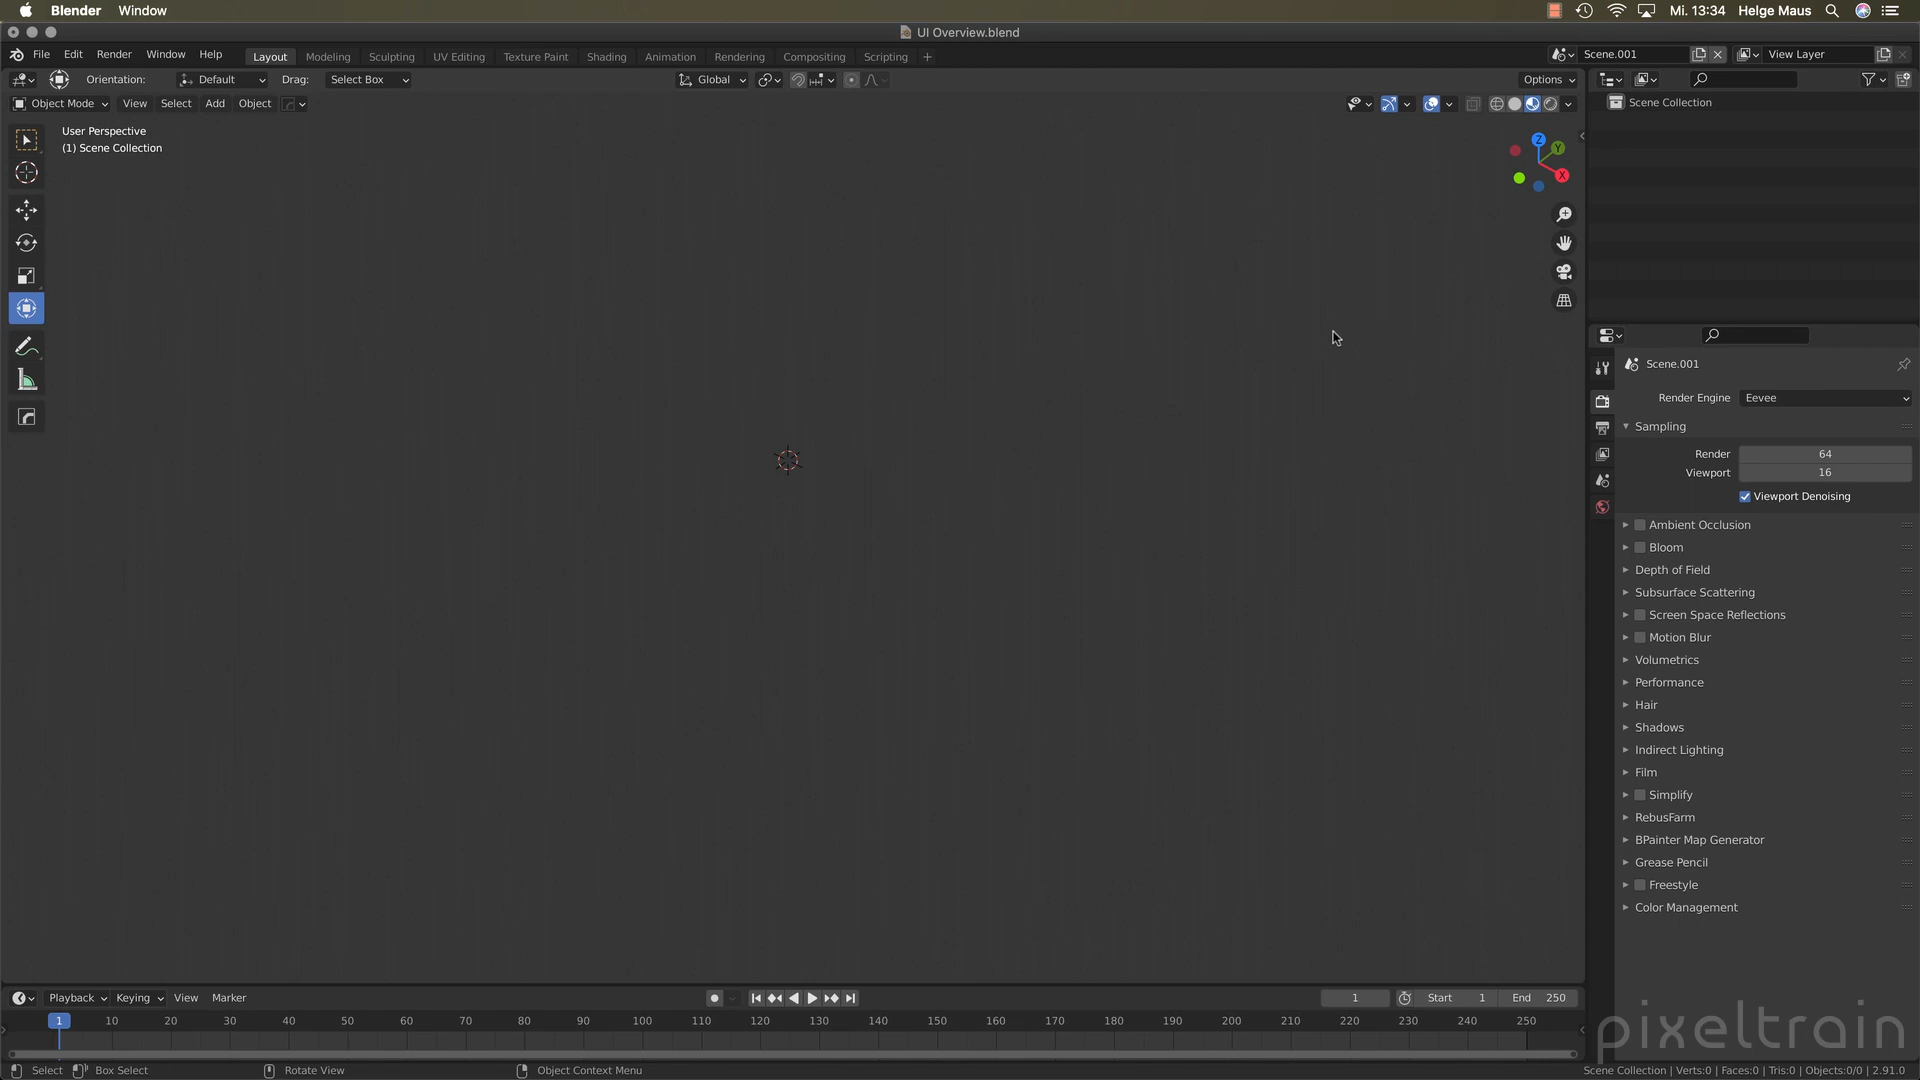 Blender Window Mi. 13:34 Helge Maus
UI Overview.blend
File Edit Render Window Help Layout Modeling Sculpting UV Editing Texture Paint Shading Animation Rendering Compositing Scripting + Scene.001 View Layer
Orientation: Default Drag: Select Box Global Options
Object Mode View Select Add Object
Scene Collection
User Perspective
(1) Scene Collection
Z
Y
X
Scene.001
Render Engine Eevee
Sampling
Render 64
Viewport 16
Viewport Denoising
Ambient Occlusion
Bloom
Depth of Field
Subsurface Scattering
Screen Space Reflections
Motion Blur
Volumetrics
Performance
Hair
Shadows
Indirect Lighting
Film
Simplify
RebusFarm
BPainter Map Generator
Grease Pencil
Freestyle
Color Management
Playback Keying View Marker 1 Start 1 End 250
1 10 20 30 40 50 60 70 80 90 100 110 120 130 140 150 160 170 180 190 200 210 220 230 240 250
pixeltrain
Select Box Select Rotate View Object Context Menu Scene Collection | Verts:0 | Faces:0 | Tris:0 | Objects:0/0 | 2.91.0